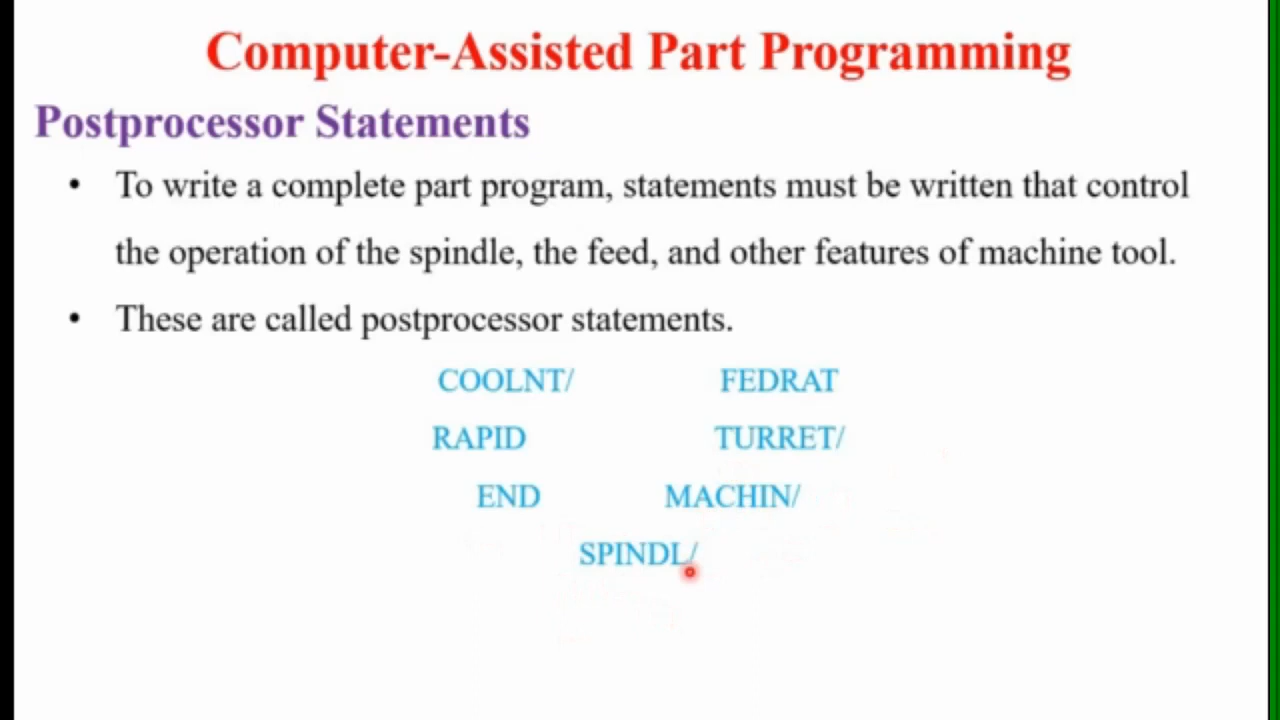 Computer-Assisted Part Programming
Postprocessor Statements
• To write a complete part program, statements must be written that control
the operation of the spindle, the feed, and other features of machine tool.
• These are called postprocessor statements.
COOLNT/ FEDRAT
RAPID TURRET/
END MACHIN/
SPINDL/